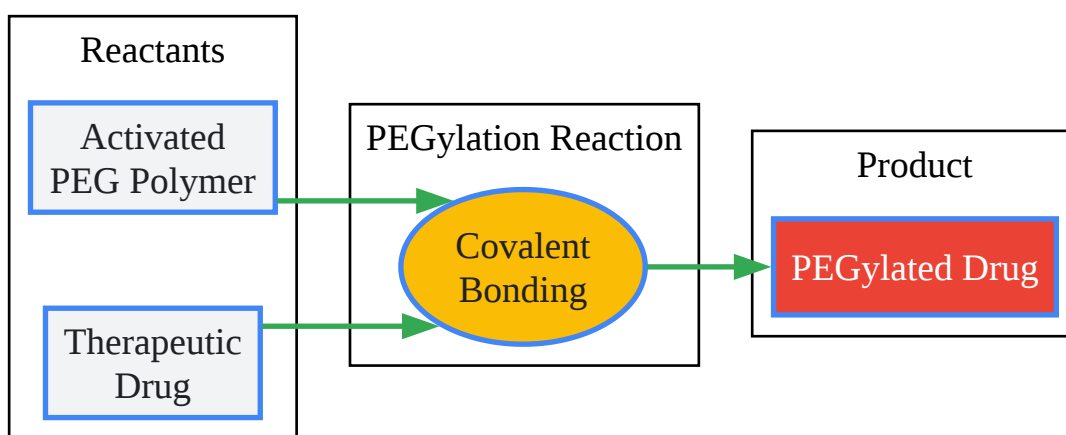 Reactants
Activated
PEG Polymer
Therapeutic
Drug
PEGylation Reaction
Covalent
Bonding
Product
PEGylated Drug